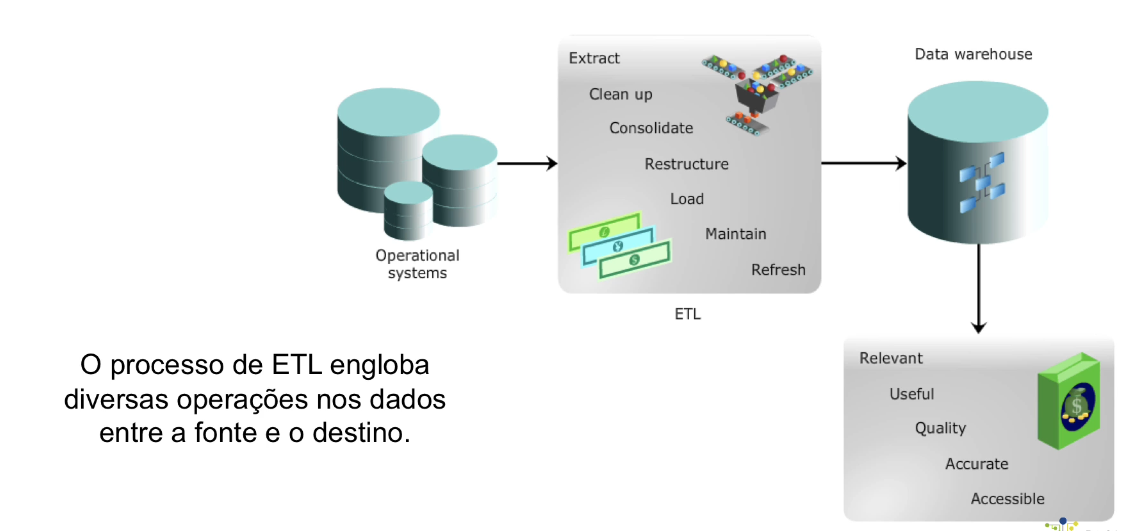 Operational
systems
Extract
Clean up
Consolidate
Restructure
Load
Maintain
Refresh
£
¥
$
ETL
Data warehouse
O processo de ETL engloba
diversas operações nos dados
entre a fonte e o destino.
Relevant
Useful
Quality
Accurate
Accessible
$